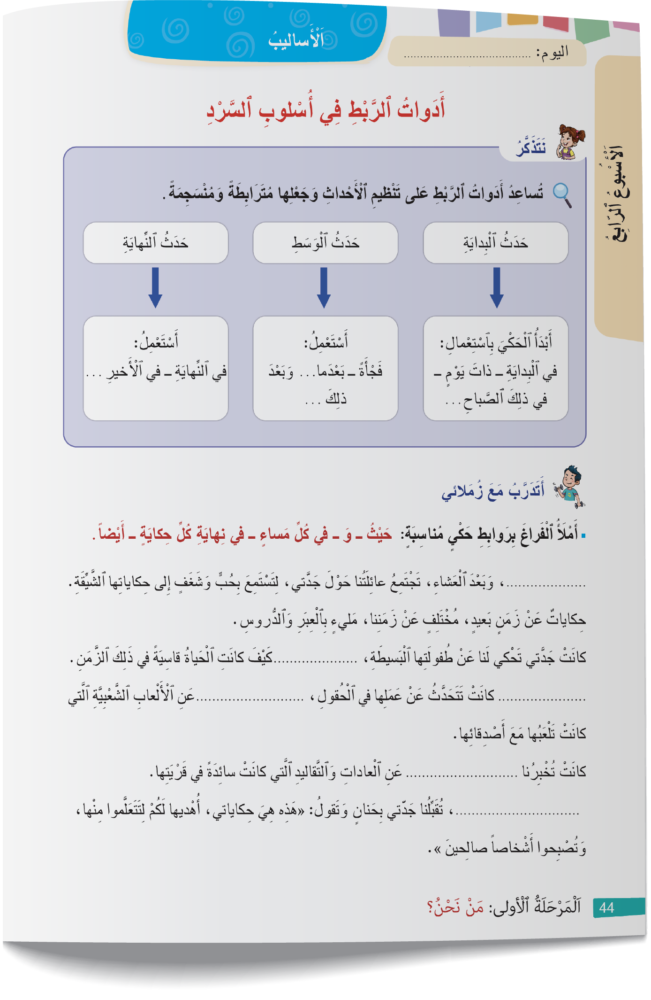 اَلْأَساليبُ
اليوم: .......................................
اَلْأُسْبُوعُ ٱلرّابِعُ
أَدَواتُ ٱلرَّبْطِ فِي أُسْلوبِ ٱلسَّرْدِ
نَتَذَكَّرُ
تُساعِدُ أَدَواتُ ٱلرَّبْطِ عَلى تَنْظيمِ ٱلْأَحْداثِ وَجَعْلِها مُتَرَابِطَةً وَمُنْسَجِمَةً.
حَدَثُ ٱلْبِدايَةِ
حَدَثُ ٱلْوَسَطِ
حَدَثُ ٱلنِّهايَةِ
أَبْدَأُ ٱلْحَكْيَ بِٱسْتِعْمالِ:
في ٱلْبِدايَةِ ـ ذاتَ يَوْمٍ ـ
في ذلِكَ ٱلصَّباحِ...
أَسْتَعْمِلُ:
فَجْأَةً ـ بَعْدَما... وَبَعْدَ
ذلِكَ ...
أَسْتَعْمِلُ:
في ٱلنِّهايَةِ ـ في ٱلْأَخيرِ ...
أَتَدَرَّبُ مَعَ زُمَلائي
▪ أَمْلَأُ ٱلْفَراغَ بِرَوابِطِ حَكْيٍ مُناسِبَةٍ: حَيْثُ ـ وَ ـ في كُلِّ مَساءٍ ـ في نِهايَةِ كُلِّ حِكايَةٍ ـ أَيْضاً.
....................، وَبَعْدَ ٱلْعَشاءِ، تَجْتَمِعُ عائِلَتُنا حَوْلَ جَدَّتي، لِتَسْتَمِعَ بِحُبٍّ وَشَغَفٍ إِلى حِكاياتِها ٱلشَّيِّقَةِ.
حِكاياتٌ عَنْ زَمَنٍ بَعيدٍ، مُخْتَلِفٍ عَنْ زَمَنِنا، مَليءٍ بِٱلْعِبَرِ وَٱلدُّروسِ.
كانَتْ جَدَّتي تَحْكي لَنا عَنْ طُفولَتِها ٱلْبَسيطَةِ، .....................كَيْفَ كانَتِ ٱلْحَياةُ قاسِيَةً في ذَلِكَ ٱلزَّمَنِ.
...................... كانَتْ تَتَحَدَّثُ عَنْ عَمَلِها في ٱلْحُقولِ، ...........................عَنِ ٱلْأَلْعابِ ٱلشَّعْبِيَّةِ ٱلَّتي
كانَتْ تَلْعَبُها مَعَ أَصْدِقائِها.
كانَتْ تُخْبِرُنا ............................ عَنِ ٱلْعاداتِ وَٱلتَّقاليدِ ٱلَّتي كانَتْ سائِدَةً في قَرْيَتِها.
...............................، تُقَبِّلُنا جَدّتي بِحَنانٍ وَتَقولُ: «هَذِه هِيَ حِكاياتي، أُهْديها لَكُمْ لِتَتَعَلَّموا مِنْها،
وَتُصْبِحوا أَشْخاصاً صالِحينَ ».
44 اَلْمَرْحَلَةُ ٱلْأولى: مَنْ نَحْنُ؟